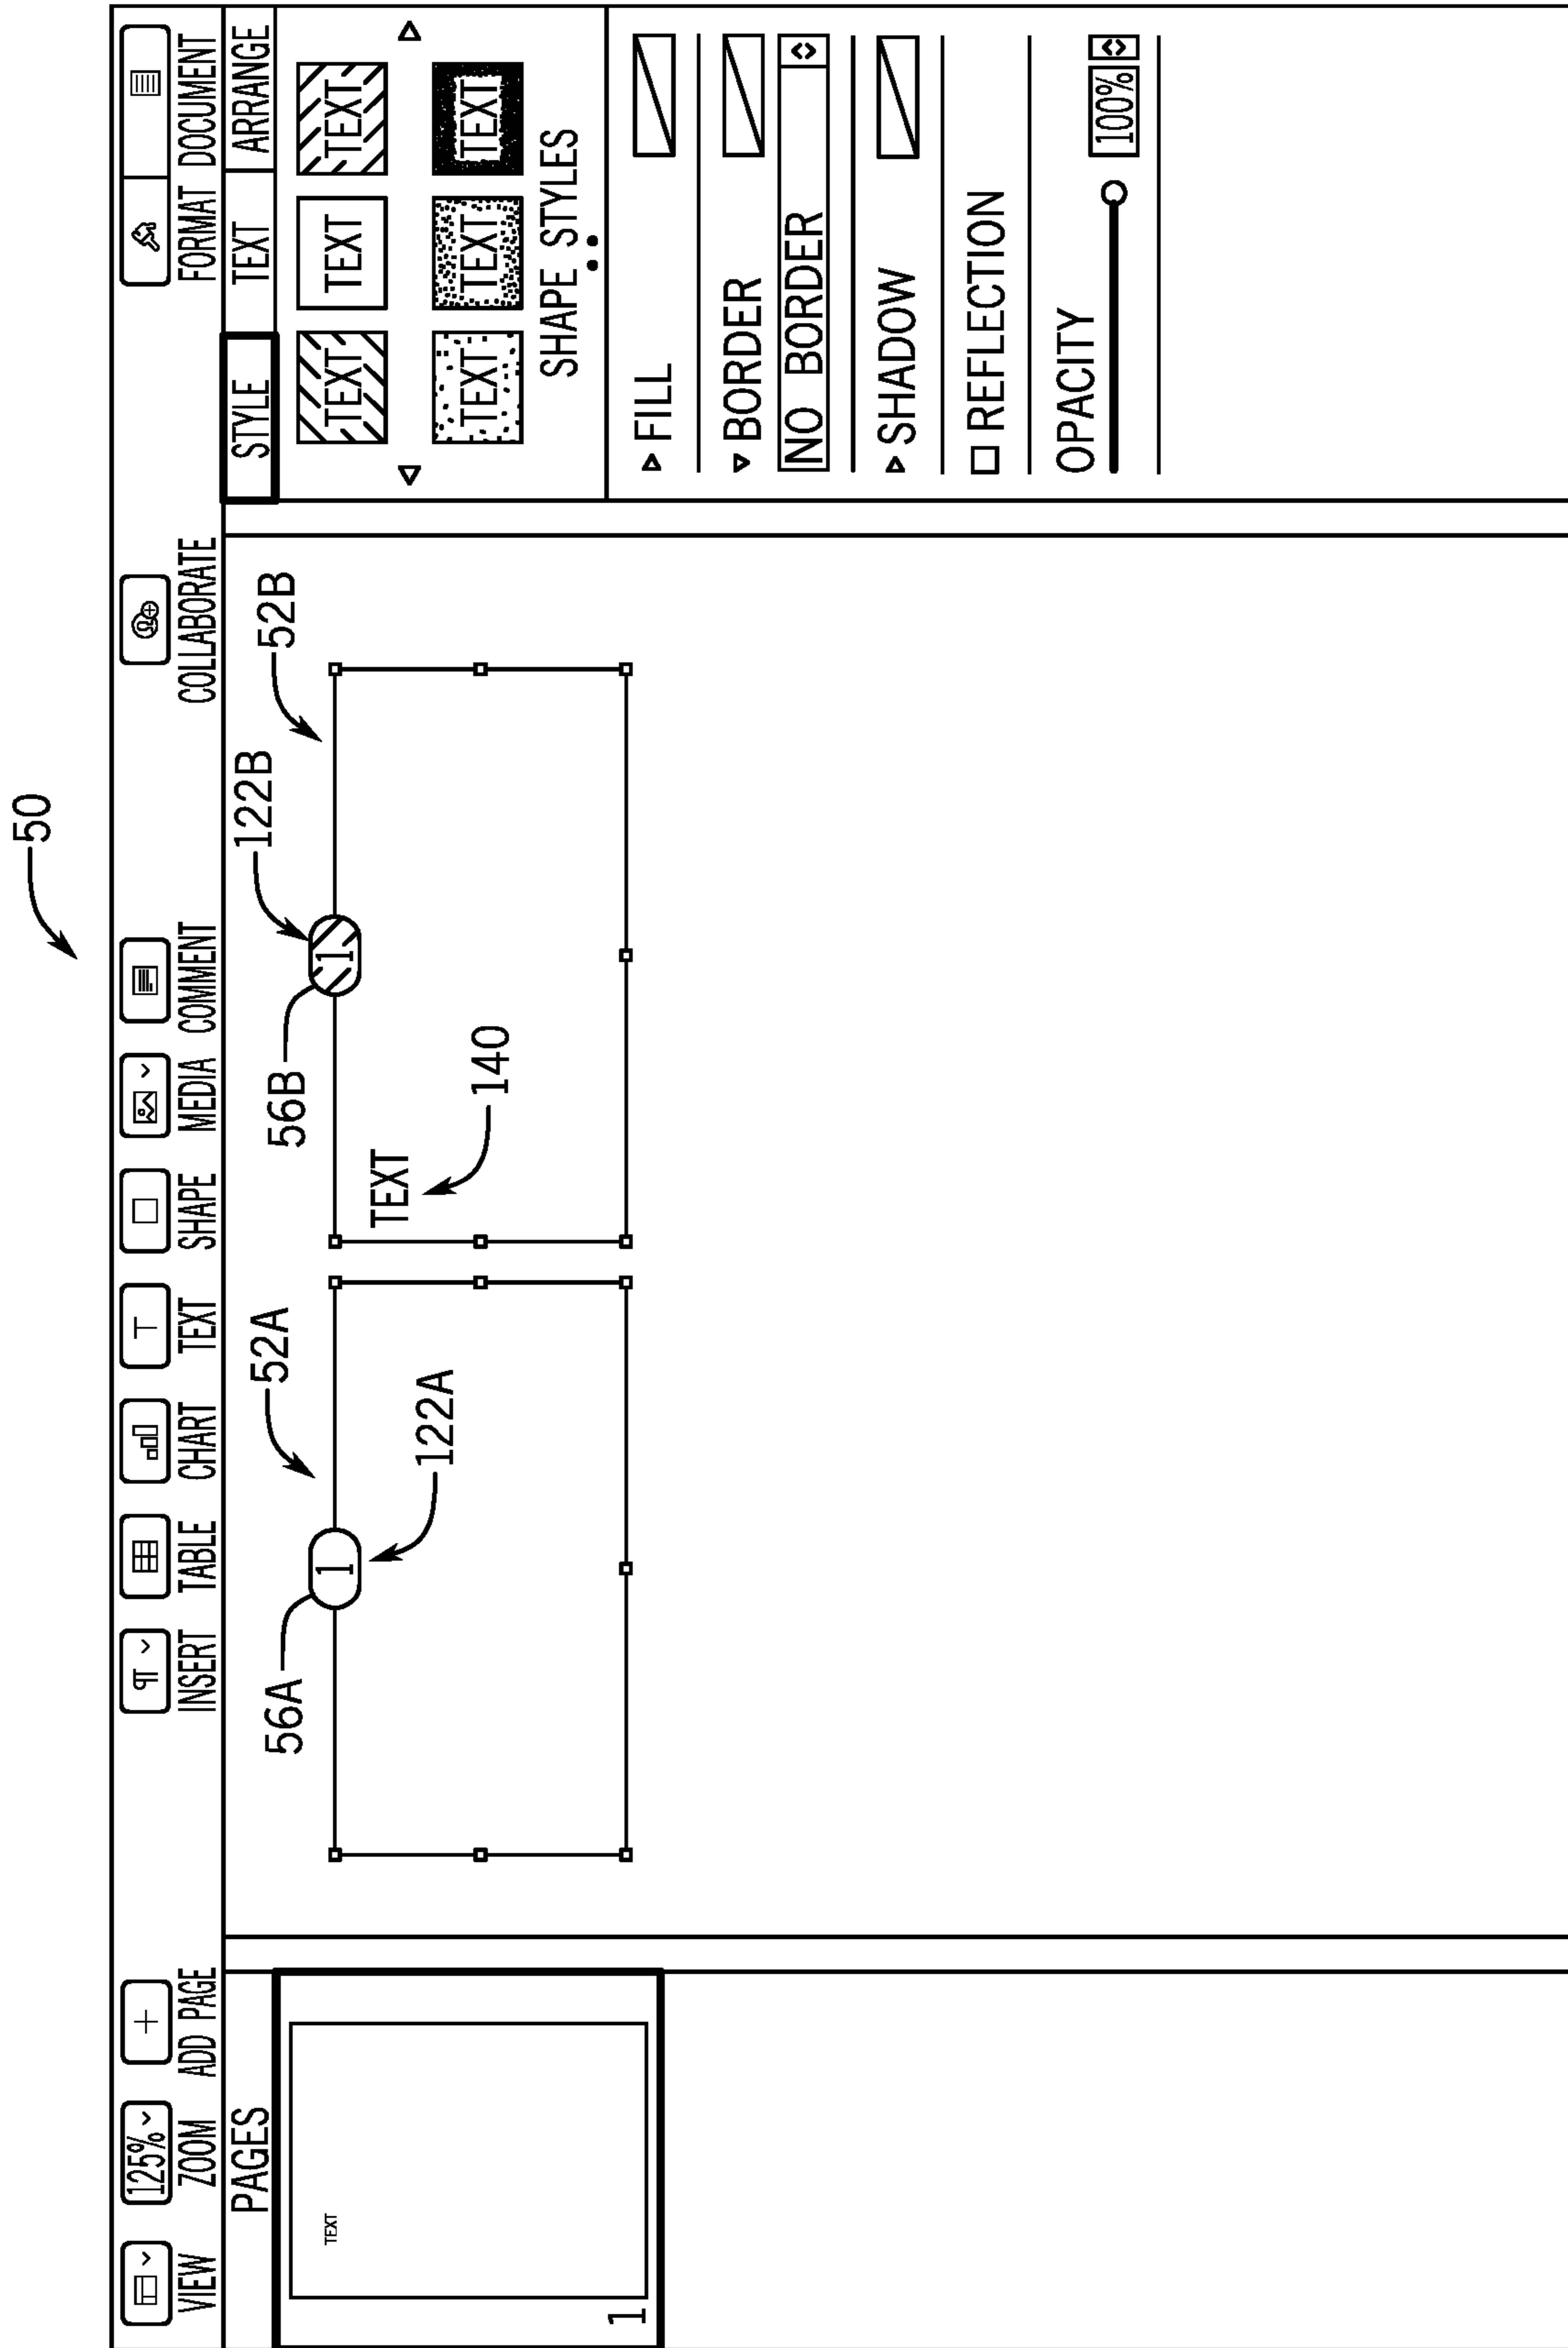 50
125%
VIEW ZOOM ADD PAGE INSERT TABLE CHART TEXT SHAPE MEDIA COMMENT COLLABORATE FORMAT DOCUMENT
PAGES
STYLE TEXT ARRANGE
TEXT
1
56A
1
52A
122A
56B
1
122B
52B
TEXT
140
TEXT TEXT TEXT
TEXT TEXT TEXT
SHAPE STYLES
FILL
BORDER
NO BORDER
SHADOW
REFLECTION
OPACITY
100%